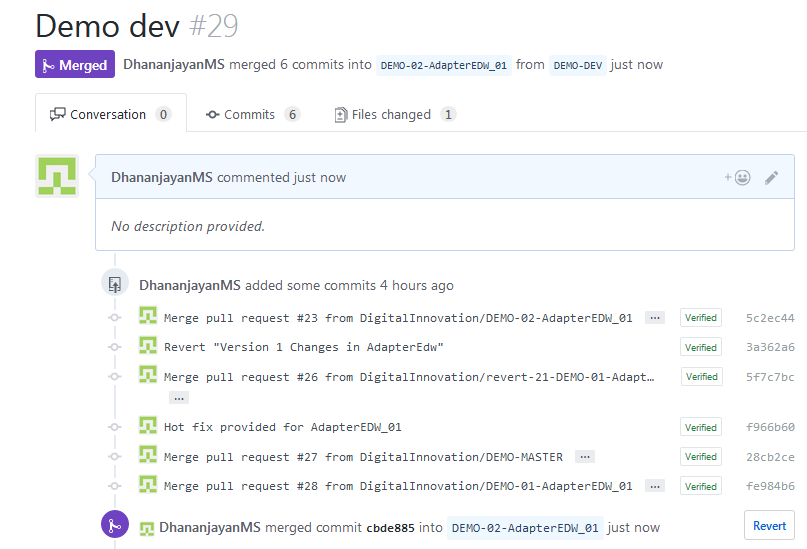 Demo dev #29
Merged DhananjayanMS merged 6 commits into DEMO-02-AdapterEDW_01 from DEMO-DEV just now
Conversation 0 Commits 6 Files changed 1
DhananjayanMS commented just now
No description provided.
DhananjayanMS added some commits 4 hours ago
Merge pull request #23 from DigitalInnovation/DEMO-02-AdapterEDW_01 ... Verified 5c2ec44
Revert "Version 1 Changes in AdapterEdw" Verified 3a362a6
Merge pull request #26 from DigitalInnovation/revert-21-DEMO-01-Adapt… Verified 5f7c7bc
...
Hot fix provided for AdapterEDW_01 Verified f966b60
Merge pull request #27 from DigitalInnovation/DEMO-MASTER ... Verified 28cb2ce
Merge pull request #28 from DigitalInnovation/DEMO-01-AdapterEDW_01 ... Verified fe984b6
DhananjayanMS merged commit cbde885 into DEMO-02-AdapterEDW_01 just now Revert